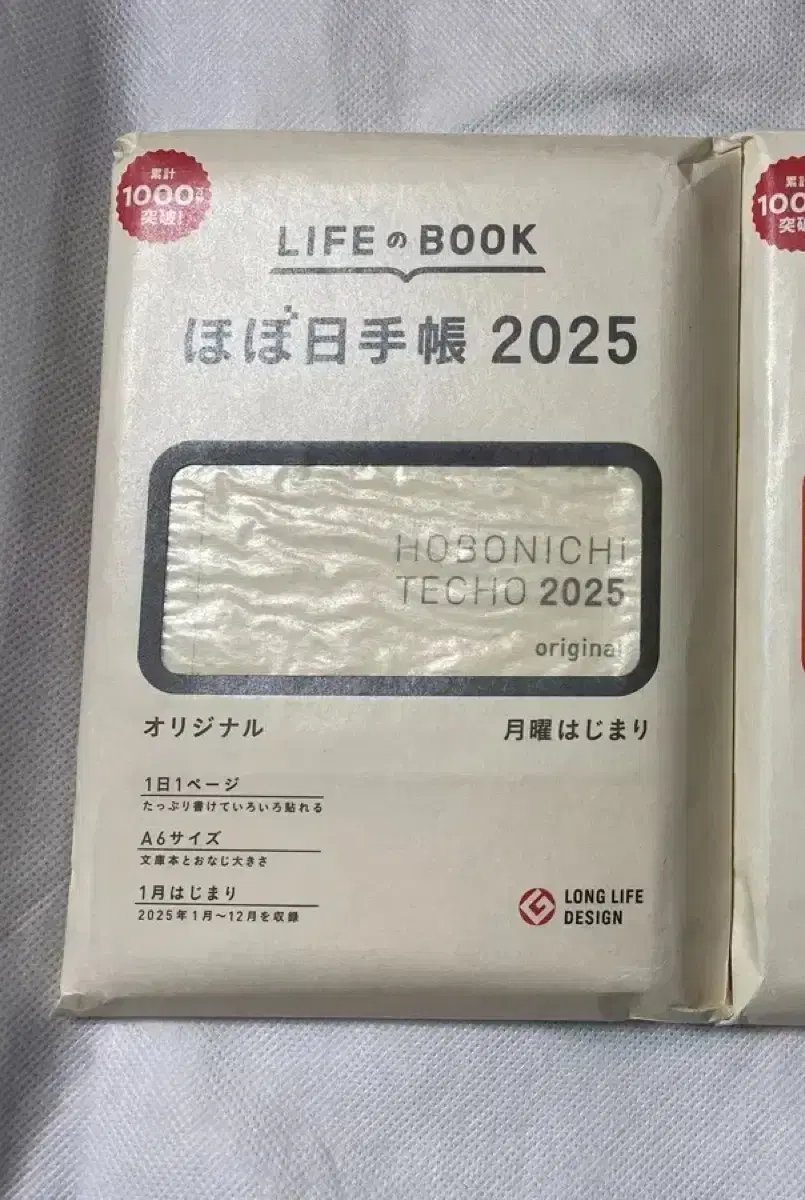 累計
1000万
突破!
LIFEのBOOK
ほぼ日手帳 2025
HOBONICHI
TECHO 2025
original
オリジナル
月曜はじまり
1日1ページ
たっぷり書けていろいろ貼れる
A6サイズ
文庫本とおなじ大きさ
1月はじまり
2025年1月〜12月を収録
LONG LIFE
DESIGN